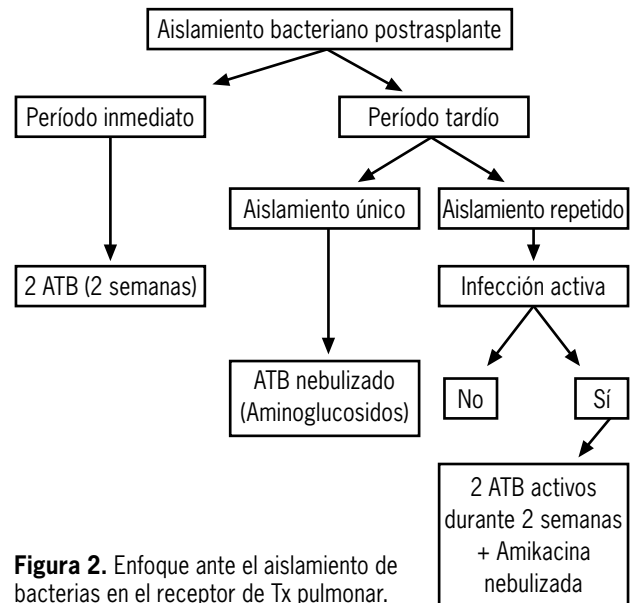 Aislamiento bacteriano postrasplante
Período inmediato
Período tardío
Aislamiento único
Aislamiento repetido
2 ATB (2 semanas)
Infección activa
ATB nebulizado
(Aminoglucosidos)
No
Sí
2 ATB activos
durante 2 semanas
+ Amikacina
nebulizada
Figura 2. Enfoque ante el aislamiento de
bacterias en el receptor de Tx pulmonar.